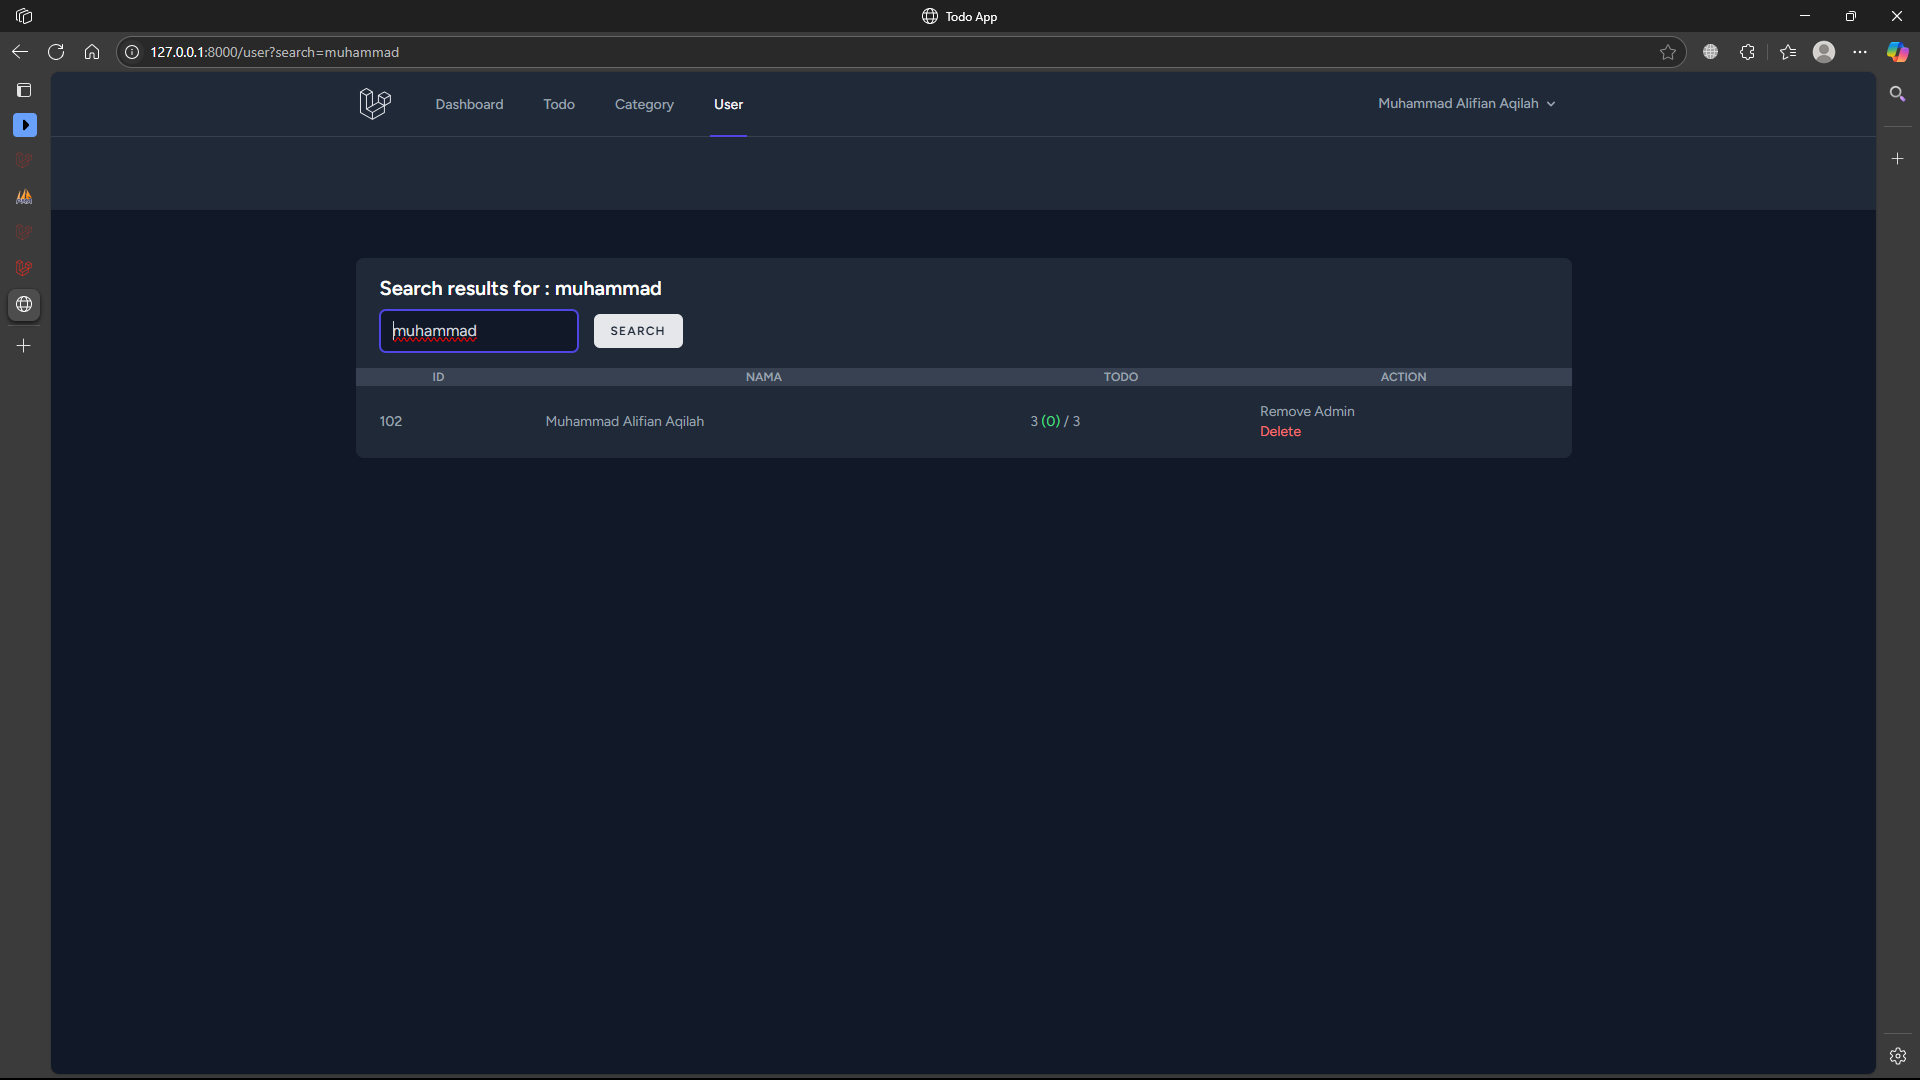 Todo App
127.0.0.1:8000/user?search=muhammad
Dashboard Todo Category User Muhammad Alifian Aqilah
Search results for : muhammad
muhammad SEARCH
ID NAMA TODO ACTION
102 Muhammad Alifian Aqilah 3 (0) / 3 Remove Admin
Delete